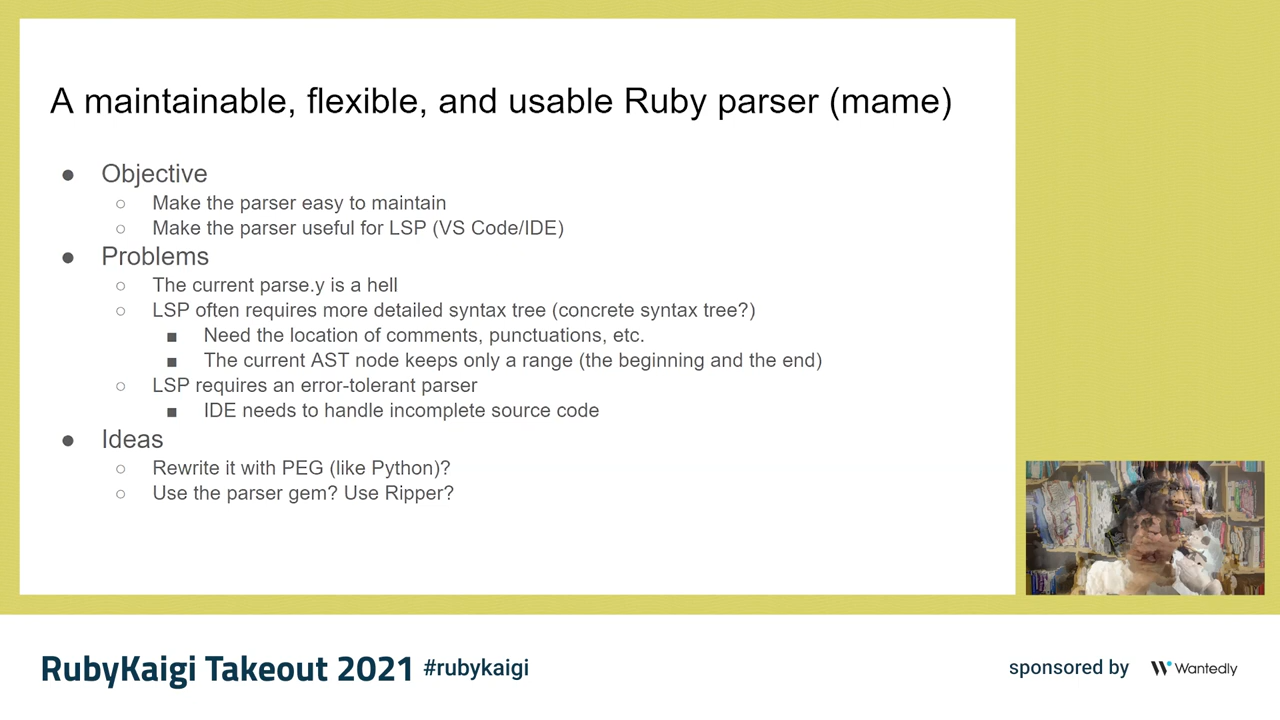 A maintainable, flexible, and usable Ruby parser (mame)
● Objective
○ Make the parser easy to maintain
○ Make the parser useful for LSP (VS Code/IDE)
● Problems
○ The current parse.y is a hell
○ LSP often requires more detailed syntax tree (concrete syntax tree?)
■ Need the location of comments, punctuations, etc.
■ The current AST node keeps only a range (the beginning and the end)
○ LSP requires an error-tolerant parser
■ IDE needs to handle incomplete source code
● Ideas
○ Rewrite it with PEG (like Python)?
○ Use the parser gem? Use Ripper?
RubyKaigi Takeout 2021 #rubykaigi
sponsored by Wantedly